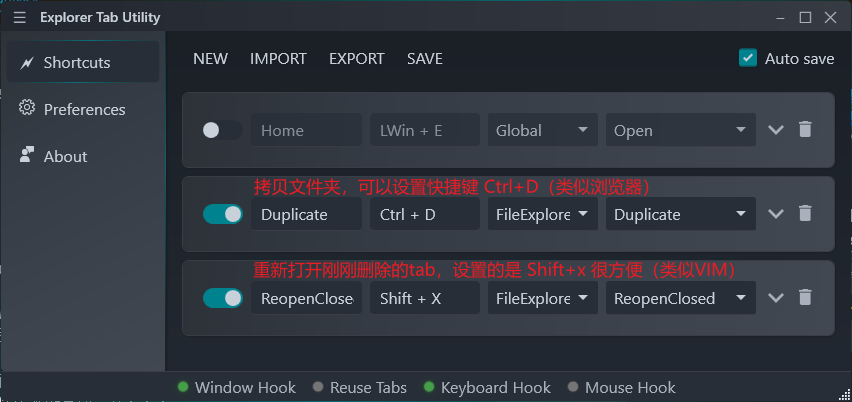 Explorer Tab Utility
Shortcuts
Preferences
About
NEW IMPORT EXPORT SAVE Auto save
Home LWin + E Global Open
拷贝文件夹，可以设置快捷键 Ctrl+D（类似浏览器）
Duplicate Ctrl + D FileExplore Duplicate
重新打开刚刚删除的tab，设置的是 Shift+x 很方便（类似VIM）
ReopenClose Shift + X FileExplore ReopenClosed
Window Hook Reuse Tabs Keyboard Hook Mouse Hook